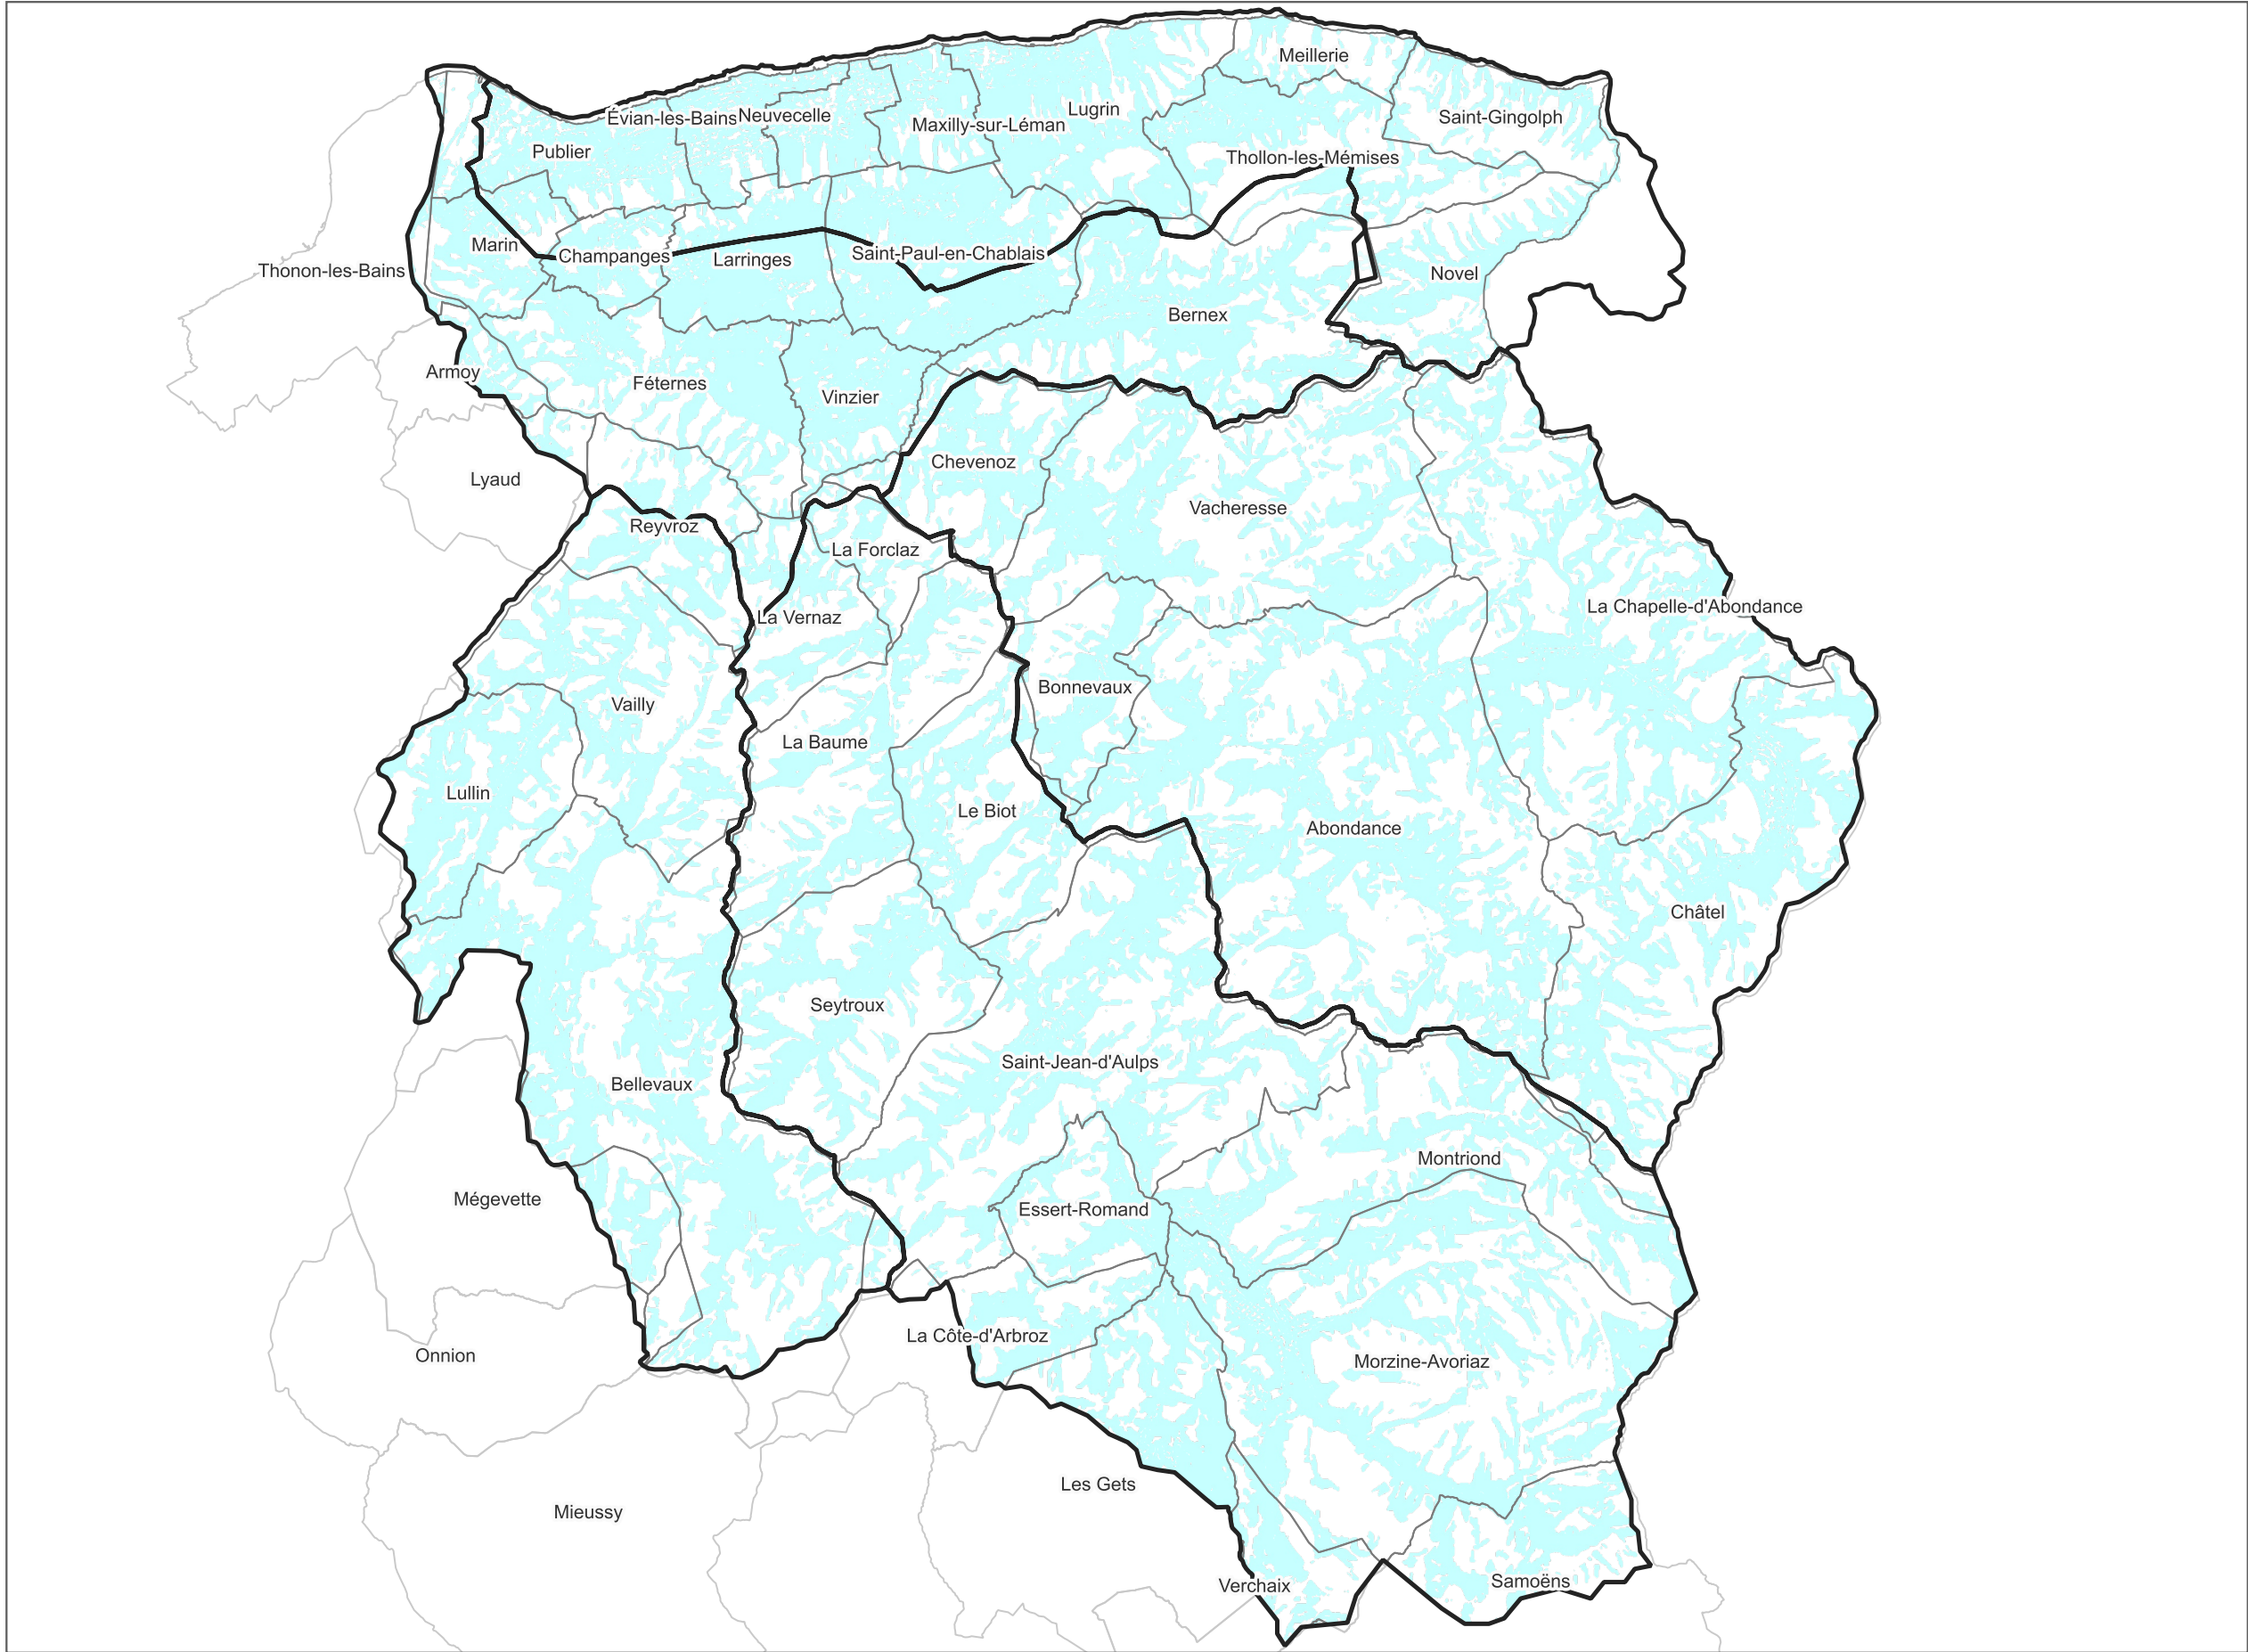 Meillerie
Lugrin
Évian-les-Bains
Neuvecelle
Maxilly-sur-Léman
Saint-Gingolph
Publier
Thollon-les-Mémises
Marin
Champanges
Larringes
Saint-Paul-en-Chablais
Thonon-les-Bains
Novel
Bernex
Armoy
Féternes
Vinzier
Chevenoz
Lyaud
Vacheresse
Reyvroz
La Forclaz
La Chapelle-d'Abondance
La Vernaz
Bonnevaux
Vailly
La Baume
Lullin
Le Biot
Abondance
Châtel
Seytroux
Saint-Jean-d'Aulps
Bellevaux
Montriond
Mégevette
Essert-Romand
La Côte-d'Arbroz
Onnion
Morzine-Avoriaz
Les Gets
Mieussy
Verchaix
Samoëns